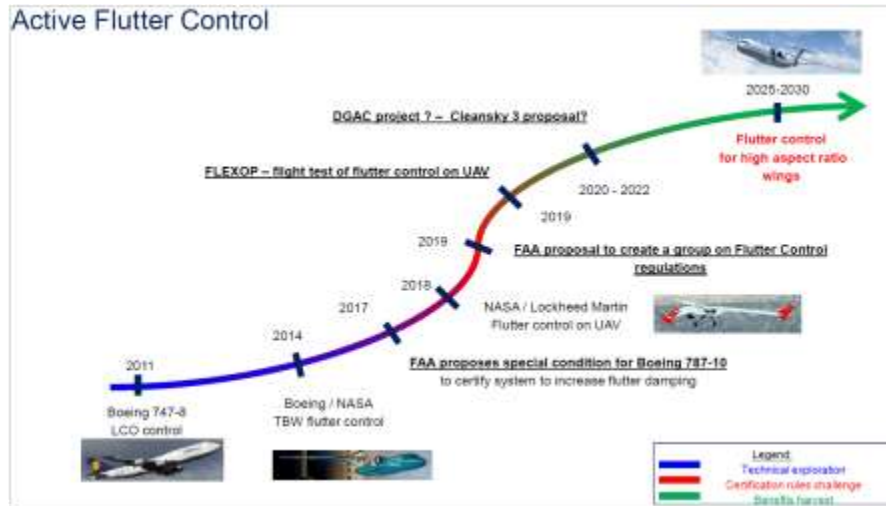 Active Flutter Control
2025-2030
DGAC project ? – Cleansky 3 proposal?
Flutter control
for high aspect ratio
wings
FLEXOP – flight test of flutter control on UAV
2020 - 2022
2019
2019
FAA proposal to create a group on Flutter Control
regulations
2018
NASA / Lockheed Martin
Flutter control on UAV
2017
2014
FAA proposes special condition for Boeing 787-10
to certify system to increase flutter damping
2011
Boeing 747-8
LCO control
Boeing / NASA
TBW flutter control
Legend
Technical exploration
Certification rules challenge
Benefits harvest